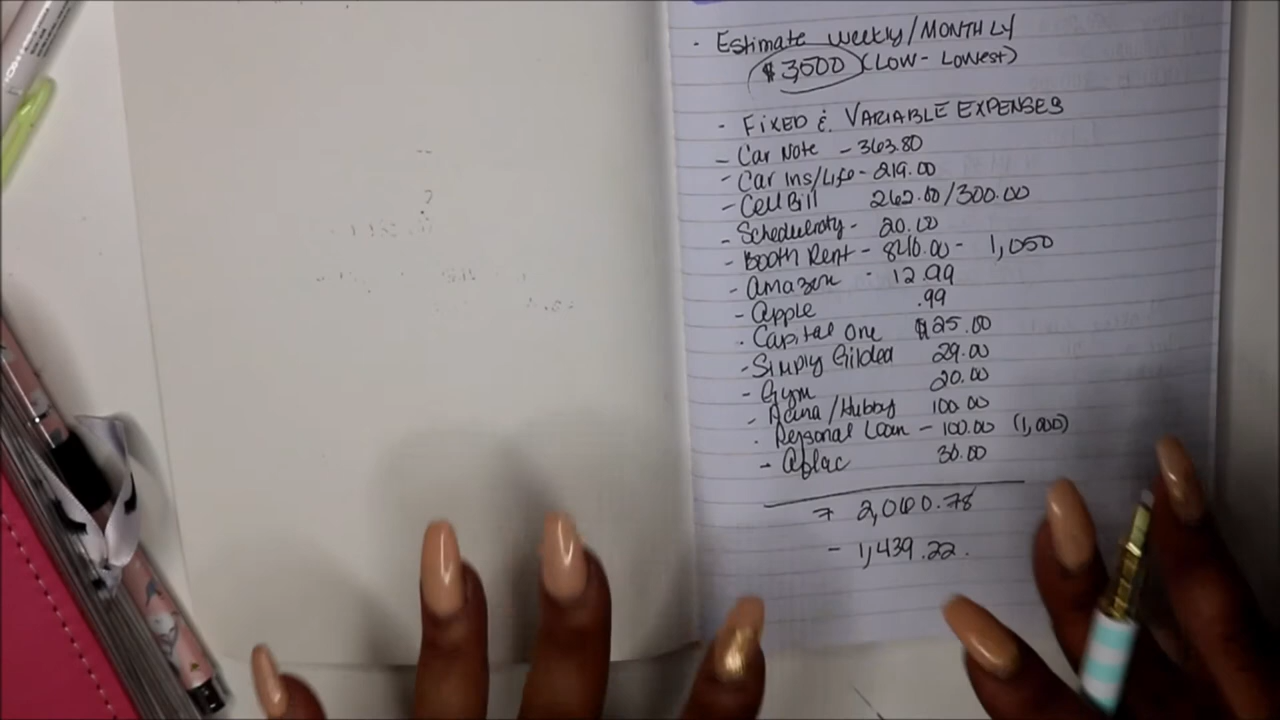 · Estimate weekly/MONTHLY
$3,500 (LOW - LOWEST)
- FIXED & VARIABLE EXPENSES
- Car Note - 363.80
- Car Ins/Life - 219.00
- Cell Bill 262.00/300.00
- Schedulicity - 20.00
- Booth Rent - 840.00 - 1,050
- Amazon - 12.99
- Apple .99
· Capital One $25.00
- Simply Gilded 29.00
- Gym 20.00
- /Hubby 100.00
· Personal Loan - 100.00 (1,000)
- Aflac 30.00
2,060.78
- 1,439.22.